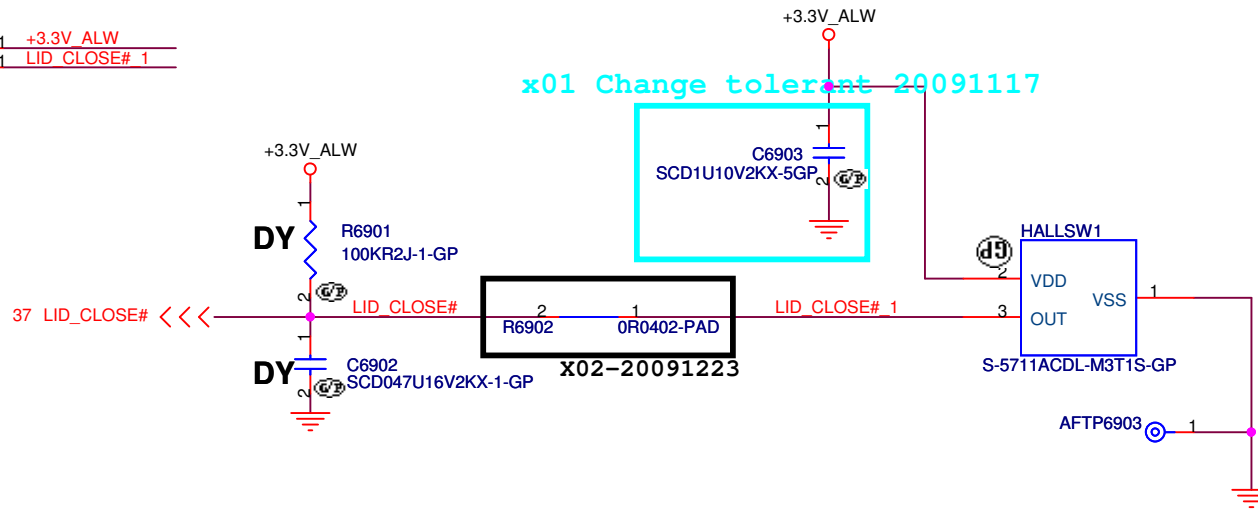 +3.3V_ALW
1 +3.3V_ALW
1 LID_CLOSE#_1
x01 Change tolerant 20091117
1
C6903
SCD1U10V2KX-5GP
2 G/P
+3.3V_ALW
1
DY R6901
100KR2J-1-GP
2 G/P
HALLSW1
GP
2 VDD
VSS 1
3 OUT
S-5711ACDL-M3T1S-GP
37 LID_CLOSE# LID_CLOSE# 2 1 LID_CLOSE#_1
R6902 0R0402-PAD
X02-20091223
1
DY C6902
SCD047U16V2KX-1-GP
2 G/P
AFTP6903 1